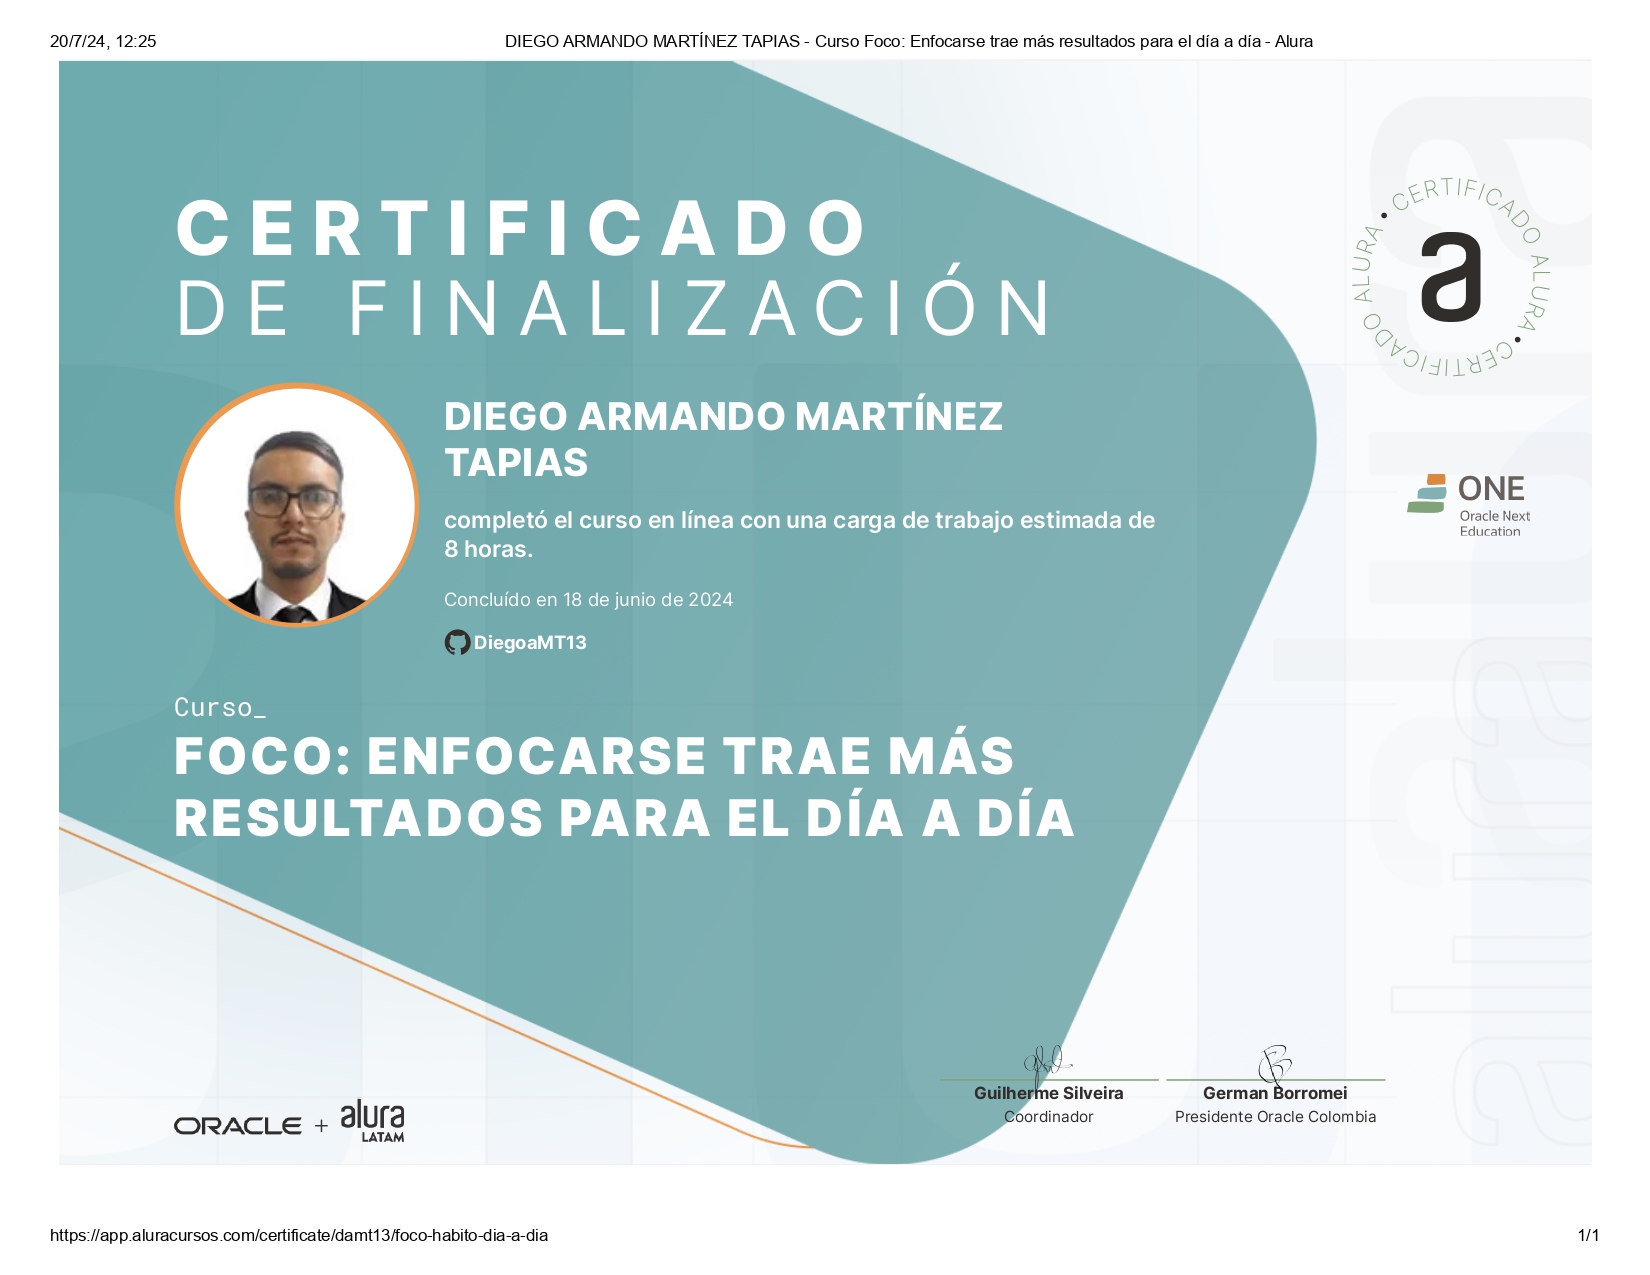 20/7/24, 12:25
DIEGO ARMANDO MARTÍNEZ TAPIAS - Curso Foco: Enfocarse trae más resultados para el día a día - Alura
CERTIFICADO
DE FINALIZACIÓN
CERTIFICADO ALURA • CERTIFICADO ALURA •
a
DIEGO ARMANDO MARTÍNEZ
TAPIAS
completó el curso en línea con una carga de trabajo estimada de
8 horas.
Concluído en 18 de junio de 2024
DiegoaMT13
ONE
Oracle Next
Education
Curso_
FOCO: ENFOCARSE TRAE MÁS
RESULTADOS PARA EL DÍA A DÍA
alura
Guilherme Silveira
Coordinador
German Borromei
Presidente Oracle Colombia
ORACLE + alura
LATAM
https://app.aluracursos.com/certificate/damt13/foco-habito-dia-a-dia
1/1